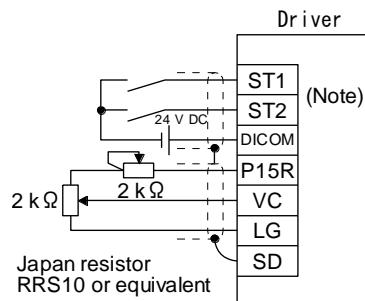 Driver
ST1
(Note)
ST2
24 V DC
DICOM
P15R
2 kΩ
VC
2 kΩ
LG
SD
Japan resistor
RRS10 or equivalent